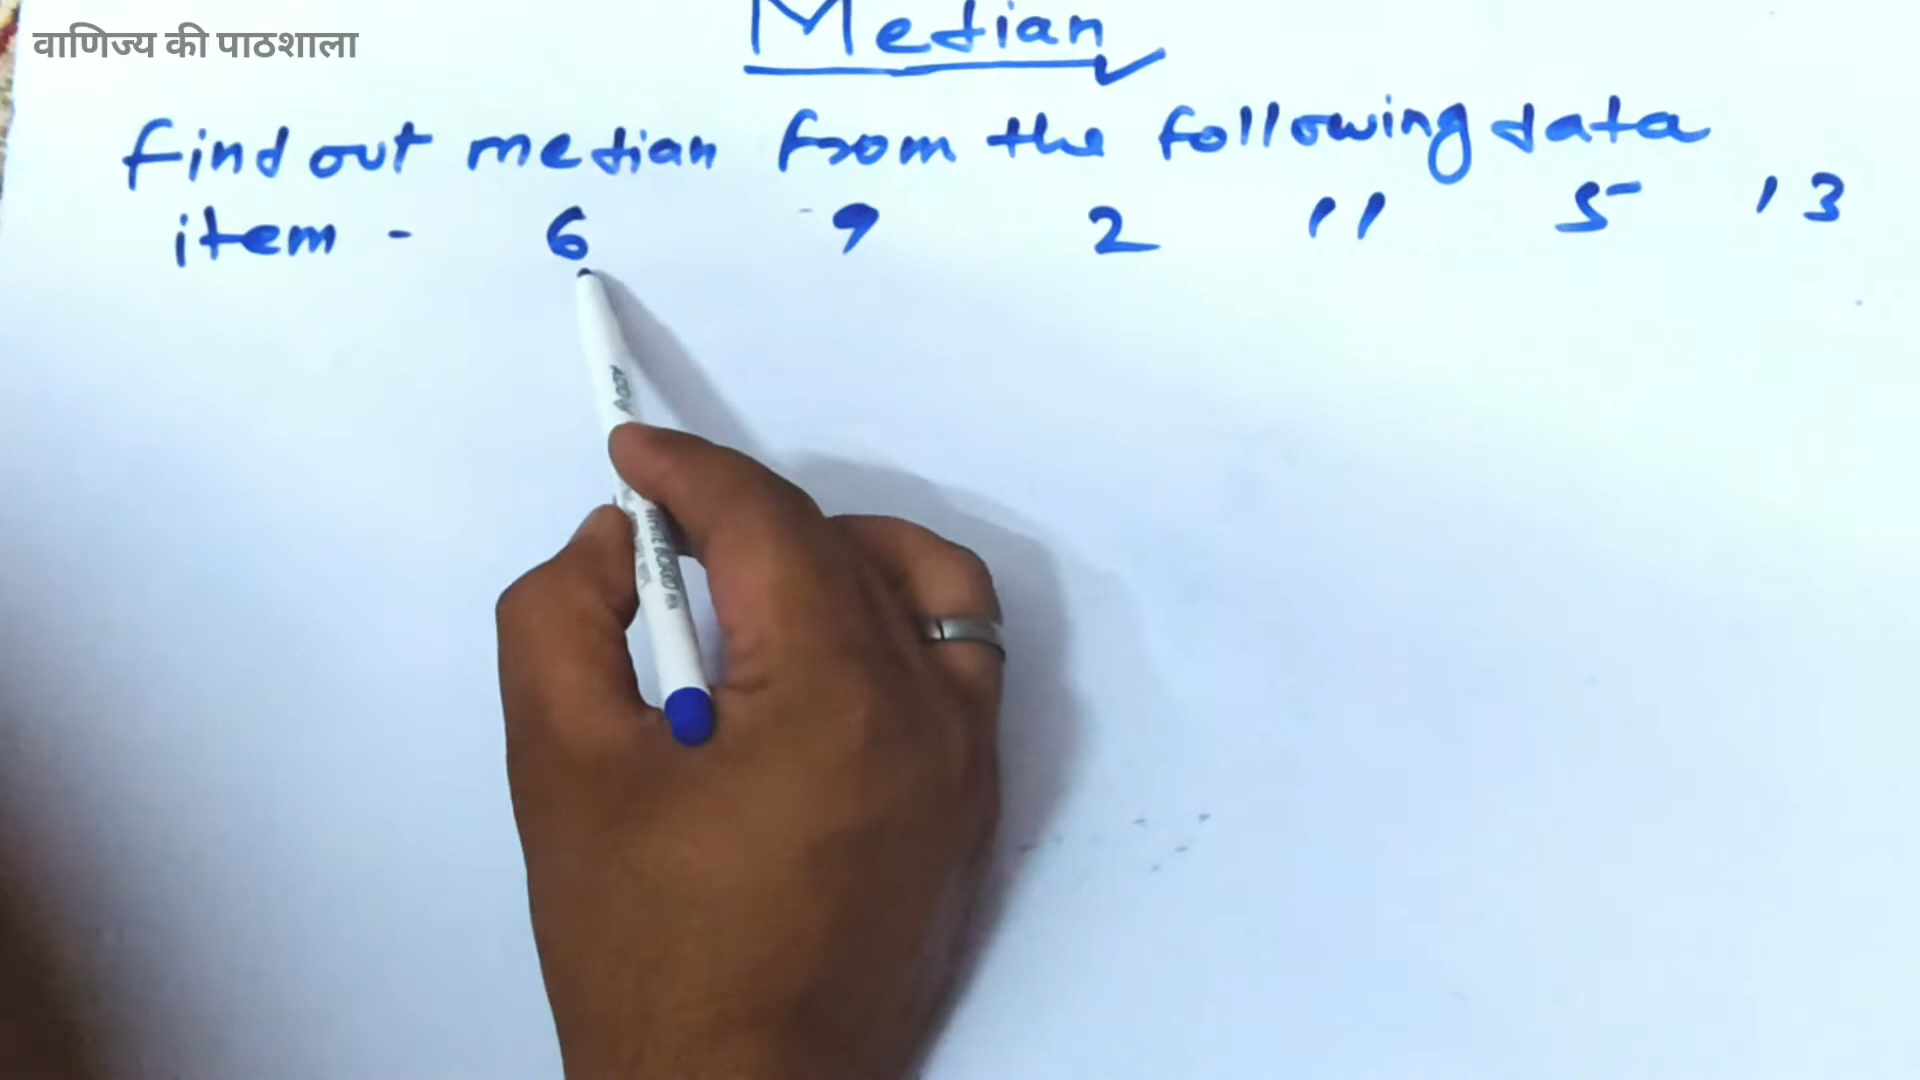 वाणिज्य की पाठशाला
Median
find out median from the following data
item - 6 9 2 11 5 13